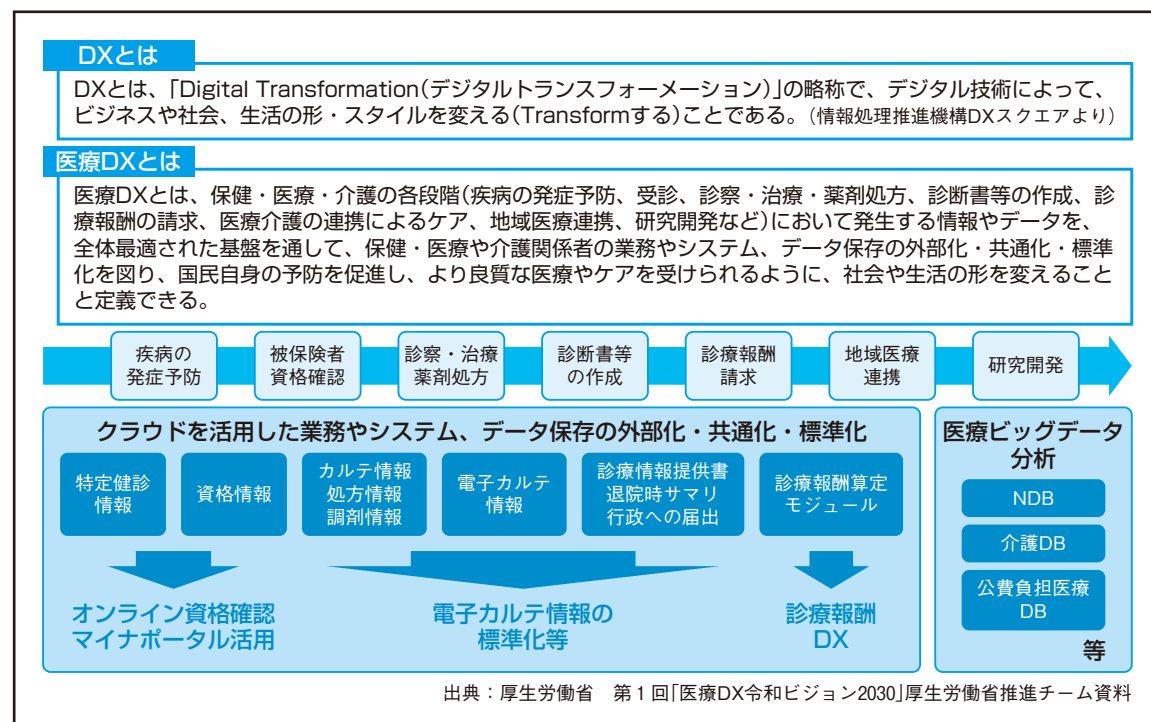 DXとは
DXとは、「Digital Transformation(デジタルトランスフォーメーション)」の略称で、デジタル技術によって、
ビジネスや社会、生活の形・スタイルを変える(Transformする)ことである。(情報処理推進機構DXスクエアより)
医療DXとは
医療DXとは、保健・医療・介護の各段階(疾病の発症予防、受診、診察・治療・薬剤処方、診断書等の作成、診
療報酬の請求、医療介護の連携によるケア、地域医療連携、研究開発など)において発生する情報やデータを、
全体最適された基盤を通して、保健・医療や介護関係者の業務やシステム、データ保存の外部化・共通化・標準
化を図り、国民自身の予防を促進し、より良質な医療やケアを受けられるように、社会や生活の形を変えること
と定義できる。
疾病の
発症予防
被保険者
資格確認
診察・治療
薬剤処方
診断書等
の作成
診療報酬
請求
地域医療
連携
研究開発
クラウドを活用した業務やシステム、データ保存の外部化・共通化・標準化
特定健診
情報
資格情報
カルテ情報
処方情報
調剤情報
電子カルテ
情報
診療情報提供書
退院時サマリ
行政への届出
診療報酬算定
モジュール
オンライン資格確認
マイナポータル活用
電子カルテ情報の
標準化等
診療報酬
DX
医療ビッグデータ
分析
NDB
介護DB
公費負担医療
DB
等
出典：厚生労働省 第1回「医療DX令和ビジョン2030」厚生労働省推進チーム資料